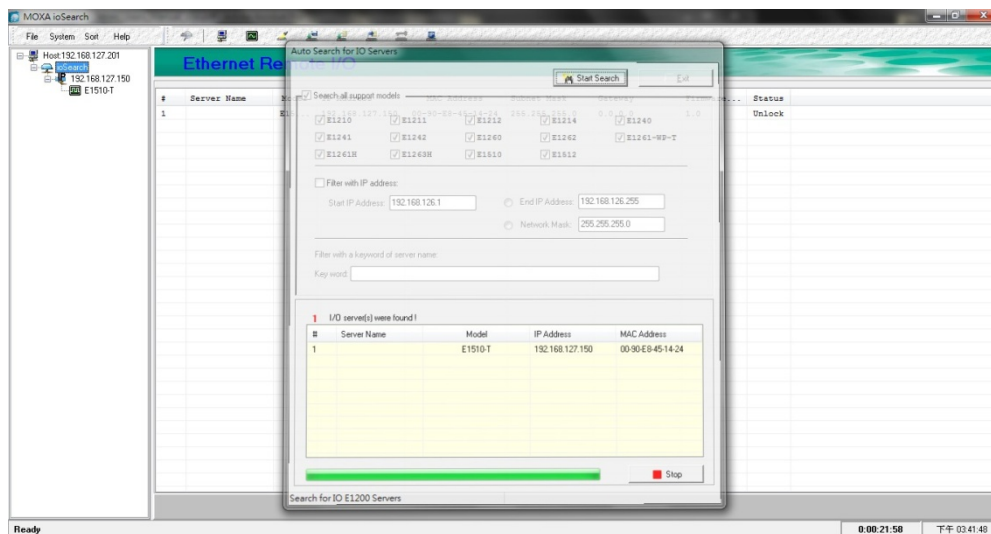 MOXA ioSearch
File System Sort Help
Host:192.168.127.201
ioSearch
192.168.127.150
E1510-T
Ethernet Remote I/O
# Server Name Status
1 Unlock
Auto Search for IO Servers
Start Search Exit
Search all support models
E1210 E1211 E1212 E1214 E1240
E1241 E1242 E1260 E1262 E1261-WP-T
E1261H E1263H E1510 E1512
Filter with IP address:
Start IP Address: 192.168.126.1 End IP Address: 192.168.126.255
Network Mask: 255.255.255.0
Filter with a keyword of server name
Key word:
1 I/O server(s) were found !
# Server Name Model IP Address MAC Address
1 E1510-T 192.168.127.150 00-90-E8-45-14-24
Stop
Search for IO E1200 Servers
Ready 0:00:21:58 下午 03:41:48